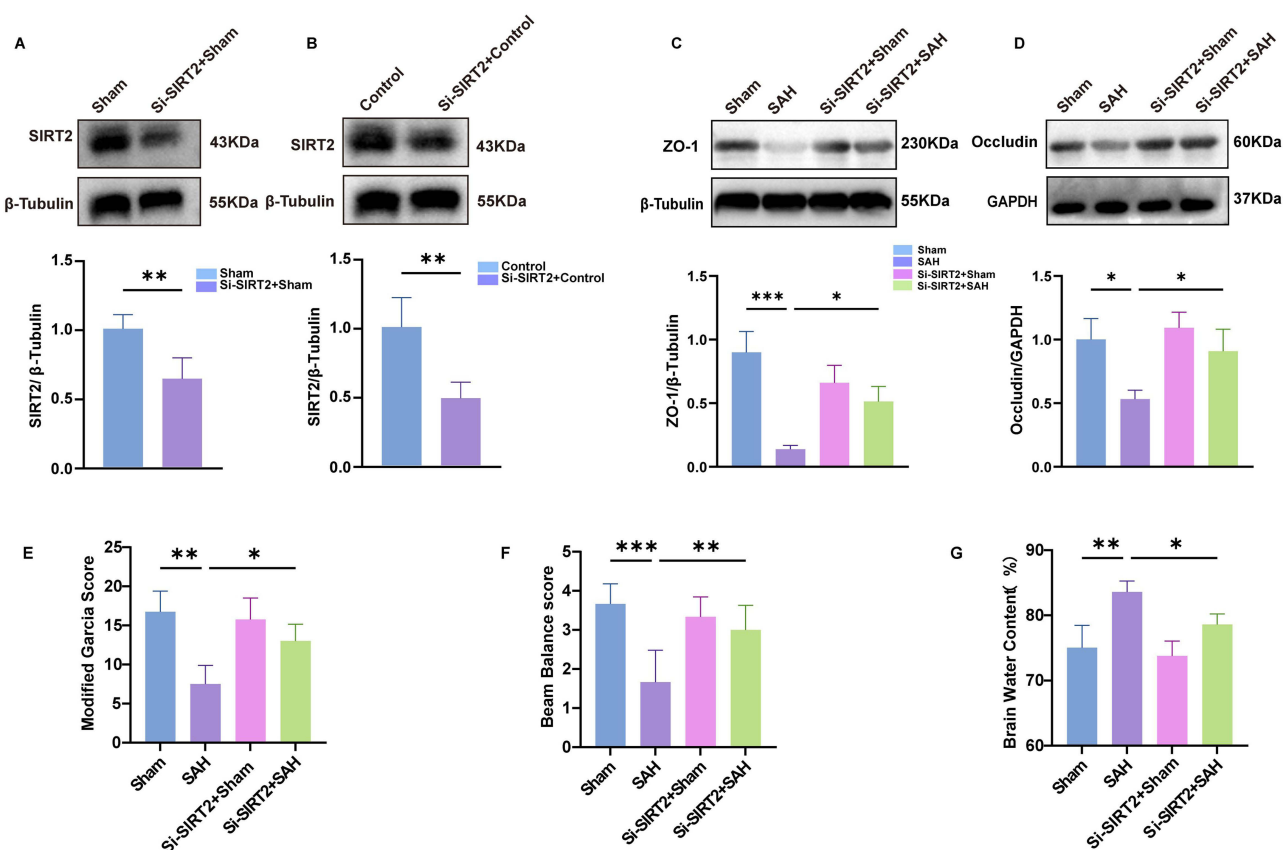 A
Sham
Si-SIRT2+Sham
SIRT2
43KDa
β-Tubulin
55KDa
**
Sham
Si-SIRT2+Sham
SIRT2/ β-Tubulin
1.5
1.0
0.5
0.0
B
Control
Si-SIRT2+Control
SIRT2
43KDa
β-Tubulin
55KDa
**
Control
Si-SIRT2+Control
SIRT2/β-Tubulin
1.5
1.0
0.5
0.0
C
Sham
SAH
Si-SIRT2+Sham
Si-SIRT2+SAH
ZO-1
230KDa
β-Tubulin
55KDa
Sham
SAH
Si-SIRT2+Sham
Si-SIRT2+SAH
***
*
ZO-1/β-Tubulin
1.5
1.0
0.5
0.0
D
Sham
SAH
Si-SIRT2+Sham
Si-SIRT2+SAH
Occludin
60KDa
GAPDH
37KDa
*
*
Occludin/GAPDH
1.5
1.0
0.5
0.0
E
**
*
Modified Garcia Score
25
20
15
10
5
0
Sham
SAH
Si-SIRT2+Sham
Si-SIRT2+SAH
F
***
**
Beam Balance score
5
4
3
2
1
0
Sham
SAH
Si-SIRT2+Sham
Si-SIRT2+SAH
G
**
*
Brain Water Content( %)
90
80
70
60
Sham
SAH
Si-SIRT2+Sham
Si-SIRT2+SAH